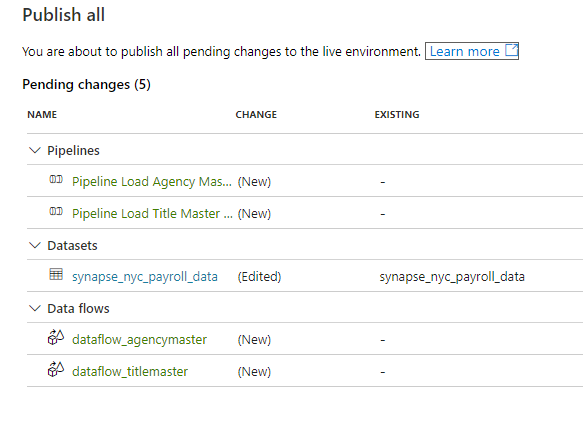 Publish all
You are about to publish all pending changes to the live environment. Learn more
Pending changes (5)
NAME CHANGE EXISTING
Pipelines
Pipeline Load Agency Mas... (New) -
Pipeline Load Title Master ... (New) -
Datasets
synapse_nyc_payroll_data (Edited) synapse_nyc_payroll_data
Data flows
dataflow_agencymaster (New) -
dataflow_titlemaster (New) -